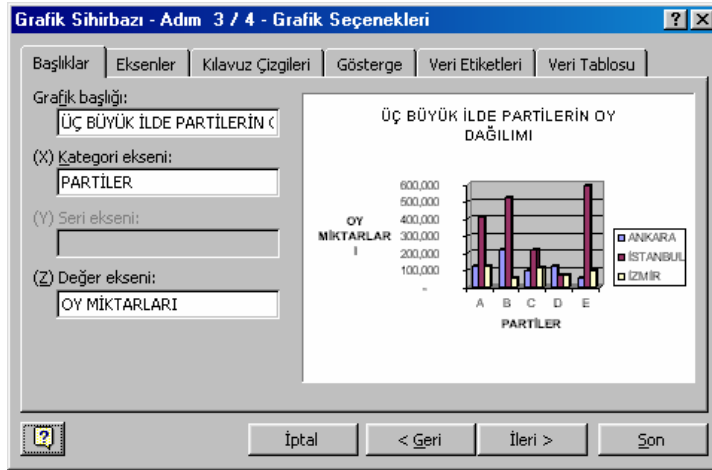 Grafik Sihirbazı - Adım 3 / 4 - Grafik Seçenekleri
Başlıklar
Eksenler
Kılavuz Çizgileri
Gösterge
Veri Etiketleri
Veri Tablosu
Grafik başlığı:
ÜÇ BÜYÜK İLDE PARTİLERİN
(X) Kategori ekseni:
PARTİLER
(Y) Seri ekseni:
(Z) Değer ekseni:
OY MİKTARLARI
ÜÇ BÜYÜK İLDE PARTİLERİN OY
DAĞILIMI
600,000
500,000
400,000
300,000
200,000
100,000
-
OY
MİKTARLAR
I
A B C D E
PARTİLER
ANKARA
İSTANBUL
İZMİR
İptal
< Geri
İleri >
Son